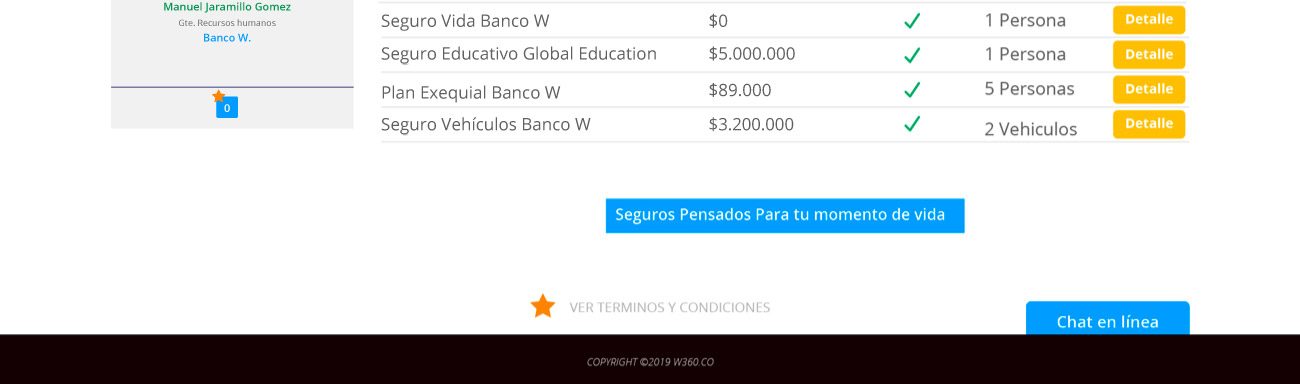 Manuel Jaramillo Gomez
Gte. Recursos humanos
Banco W.
0
Seguro Vida Banco W $0 1 Persona Detalle
Seguro Educativo Global Education $5.000.000 1 Persona Detalle
Plan Exequial Banco W $89.000 5 Personas Detalle
Seguro Vehículos Banco W $3.200.000 2 Vehiculos Detalle
Seguros Pensados Para tu momento de vida
VER TERMINOS Y CONDICIONES
Chat en línea
COPYRIGHT ©2019 W360.CO